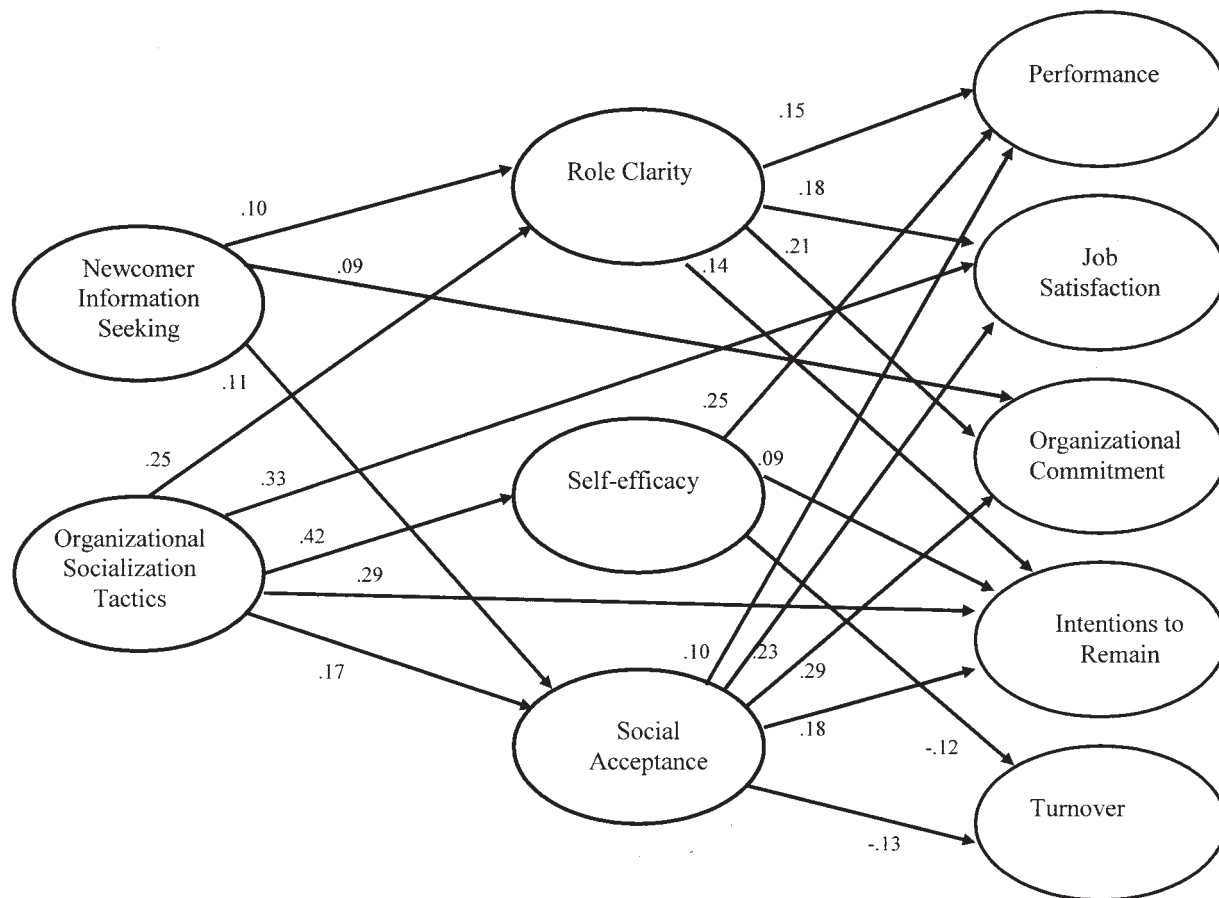 Performance
.15
Role Clarity
.18
.10
.21
.09
.14
Newcomer
Information
Seeking
Job
Satisfaction
.11
.25
.25
.33
.09
Organizational
Commitment
Self-efficacy
.42
.29
Organizational
Socialization
Tactics
Intentions to
Remain
.10
.23
.29
.17
.18
Social
Acceptance
-.12
Turnover
-.13